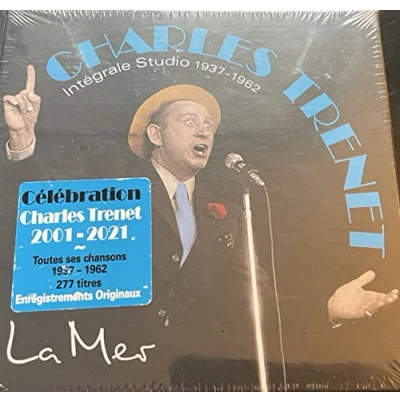 CHARLES TRENET
Intégrale Studio 1937-1962
Célébration
Charles Trenet
2001-2021
~
Toutes ses chansons
1937-1962
277 titres
Enregistrements Originaux
La Mer